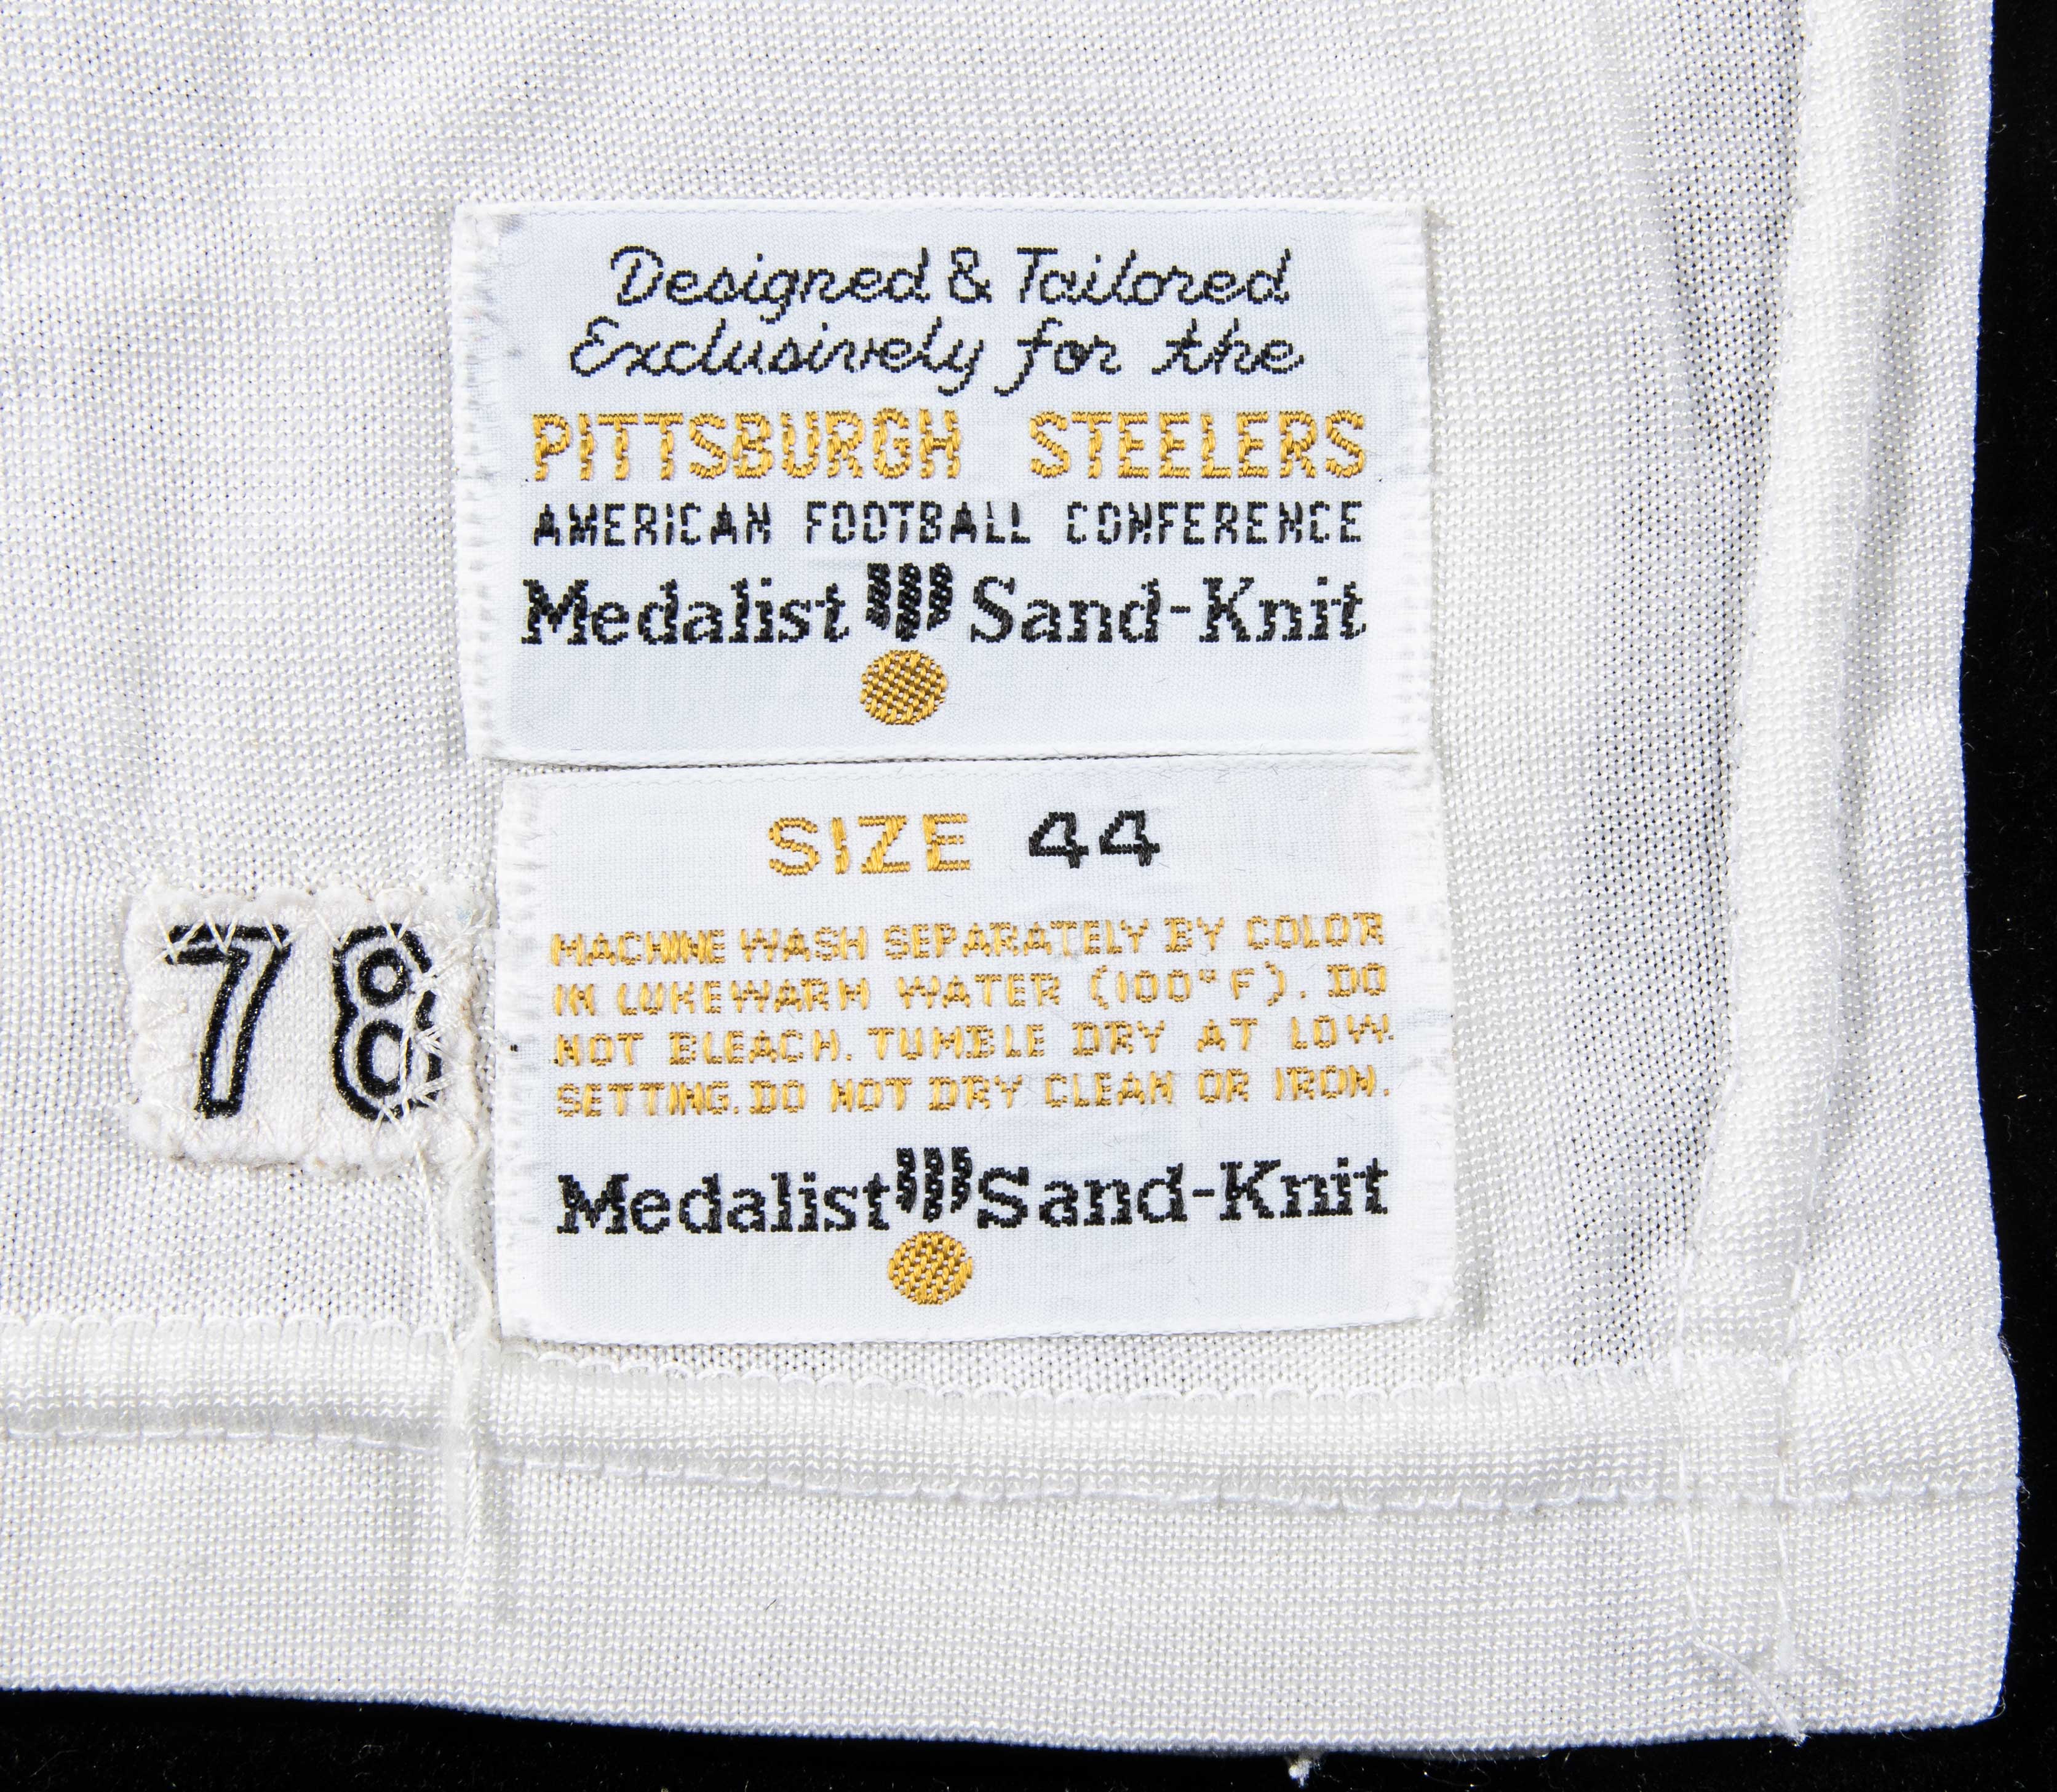 Designed & Tailored
Exclusively for the
PITTSBURGH STEELERS
AMERICAN FOOTBALL CONFERENCE
Medalist Sand-Knit
SIZE 44
MACHINE WASH SEPARATELY BY COLOR
IN LUKEWARM WATER (100°F). DO
NOT BLEACH. TUMBLE DRY AT LOW.
SETTING. DO NOT DRY CLEAN OR IRON.
Medalist Sand-Knit
78